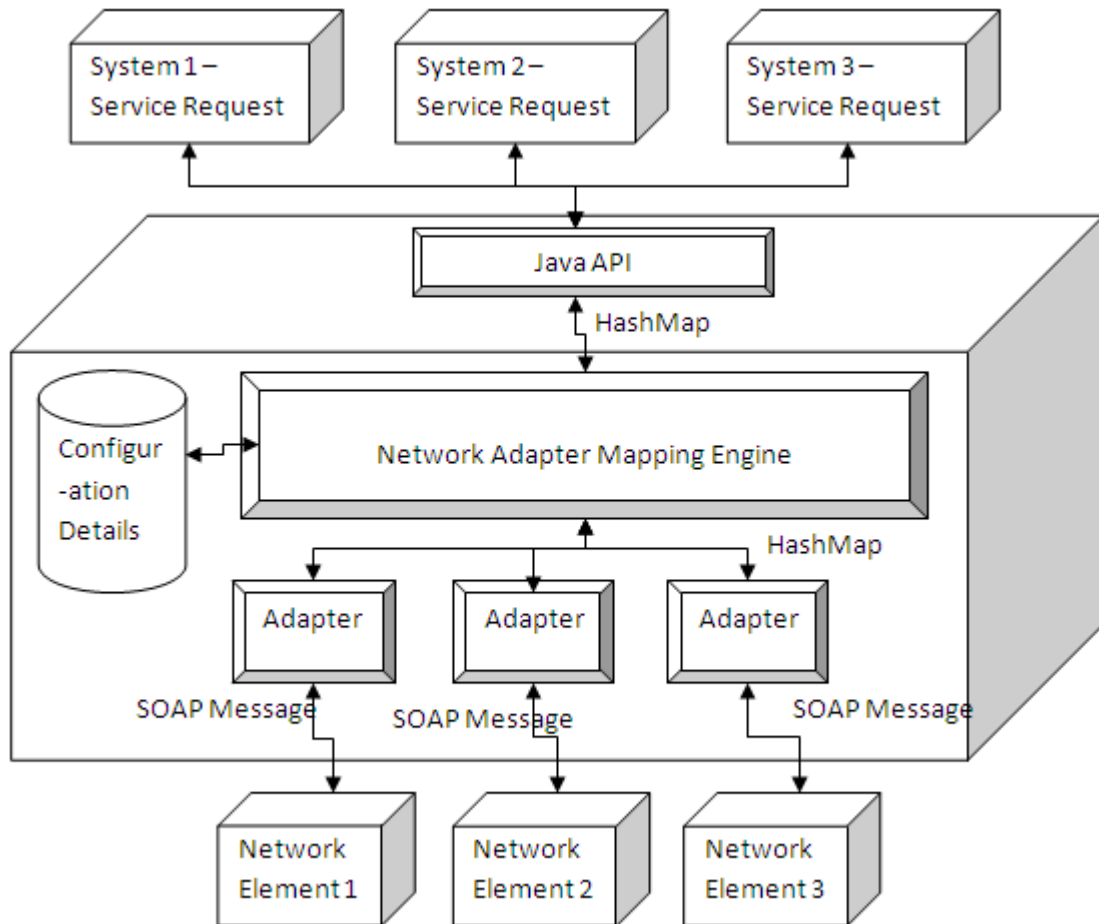 System 1 –
Service Request
System 2 –
Service Request
System 3 –
Service Request
Java API
HashMap
Configur
-ation
Details
Network Adapter Mapping Engine
HashMap
Adapter
Adapter
Adapter
SOAP Message
SOAP Message
SOAP Message
Network
Element 1
Network
Element 2
Network
Element 3